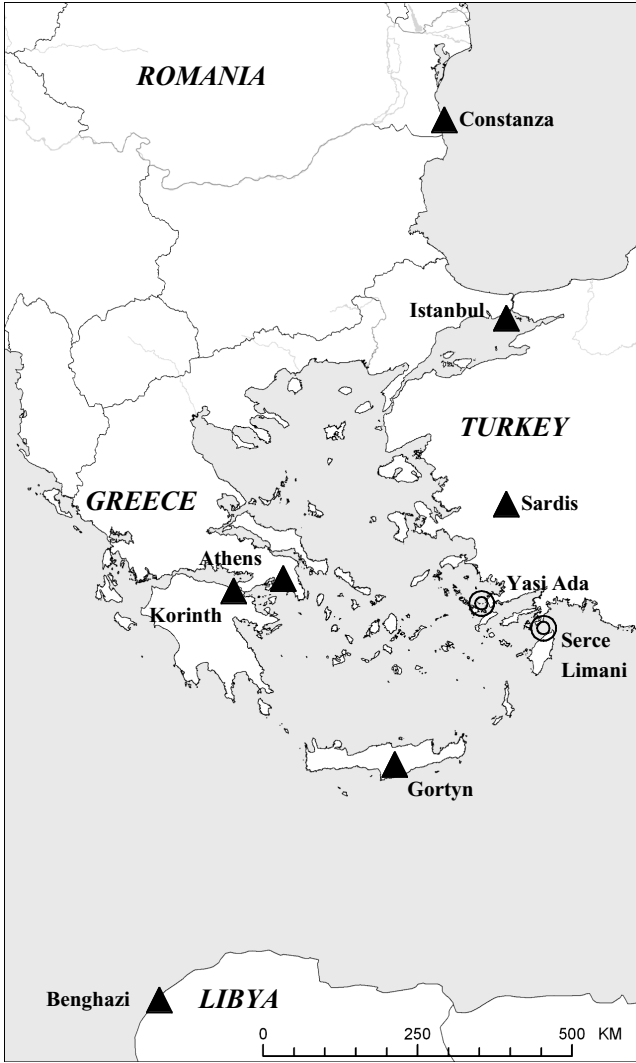 ROMANIA
Constanza
Istanbul
TURKEY
GREECE
Sardis
Athens
Yasi Ada
Korinth
Serce
Limani
Gortyn
Benghazi
LIBYA
0 250 500 KM